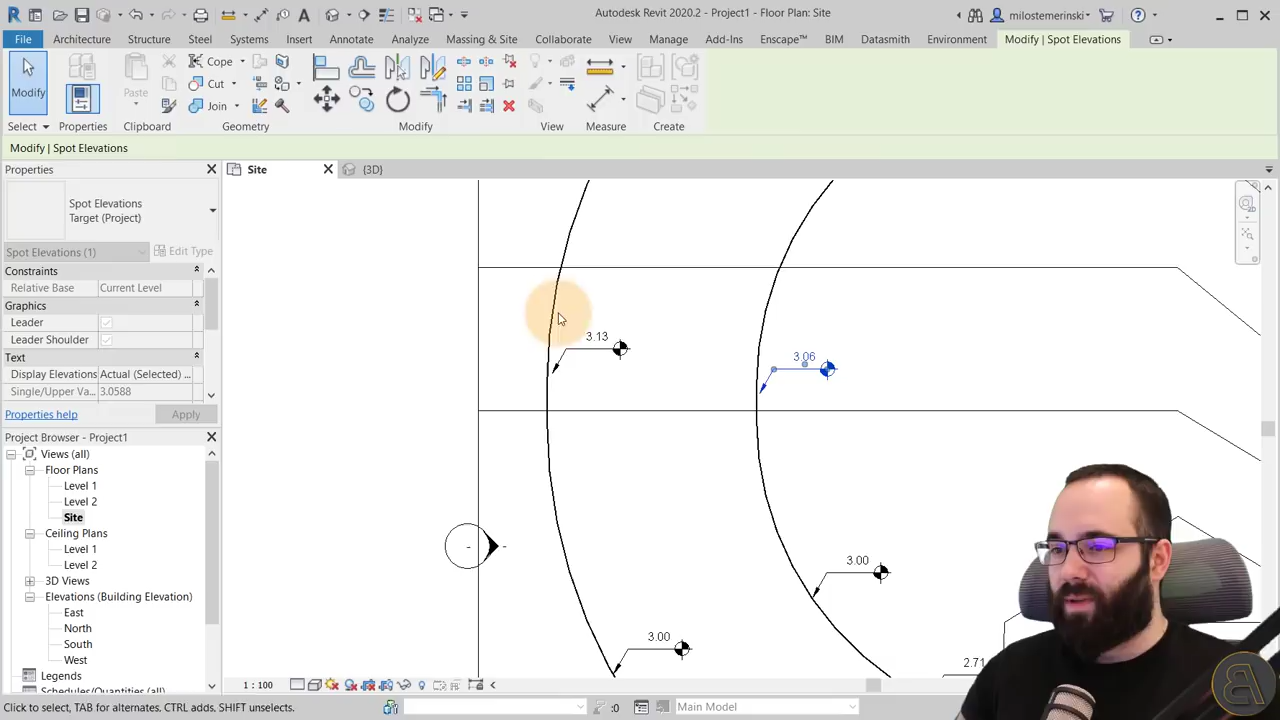 Autodesk Revit 2020.2 - Project1 - Floor Plan: Site
milostemerinski
File
Architecture
Structure
Steel
Systems
Insert
Annotate
Analyze
Massing & Site
Collaborate
View
Manage
Add-Ins
Enscape™
BIM
Datasmith
Environment
Modify | Spot Elevations
Modify
Paste
Cope
Cut
Join
Select
Properties
Clipboard
Geometry
Modify
View
Measure
Create
Modify | Spot Elevations
Properties
Site
{3D}
Spot Elevations
Target (Project)
Spot Elevations (1)
Edit Type
Constraints
Relative Base
Current Level
Graphics
Leader
Leader Shoulder
Text
Display Elevations
Actual (Selected) ...
Single/Upper Va...
3.0588
Properties help
Apply
Project Browser - Project1
Views (all)
Floor Plans
Level 1
Level 2
Site
Ceiling Plans
Level 1
Level 2
3D Views
Elevations (Building Elevation)
East
North
South
West
Legends
Schedules/Quantities (all)
3.13
3.06
3.00
3.00
2.71
1 : 100
Click to select, TAB for alternates, CTRL adds, SHIFT unselects.
:0
Main Model